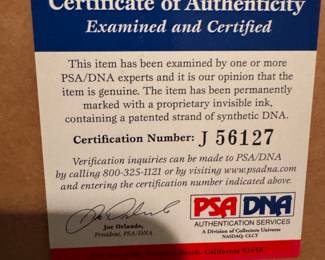 Certificate of Authenticity
Examined and Certified
This item has been examined by one or more
PSA/DNA experts and it is our opinion that the
item is genuine. The item has been permanently
marked with a proprietary invisible ink,
containing a patented strand of synthetic DNA.
Certification Number: J 56127
Verification inquiries can be made to PSA/DNA
by calling 800-325-1121 or by visiting www.psadna.com
and entering the certification number indicated above.
Joe Orlando,
President, PSA/DNA
PSA DNA
AUTHENTICATION SERVICES
A Division of Collectors Universe
NASDAQ, CLCT
California